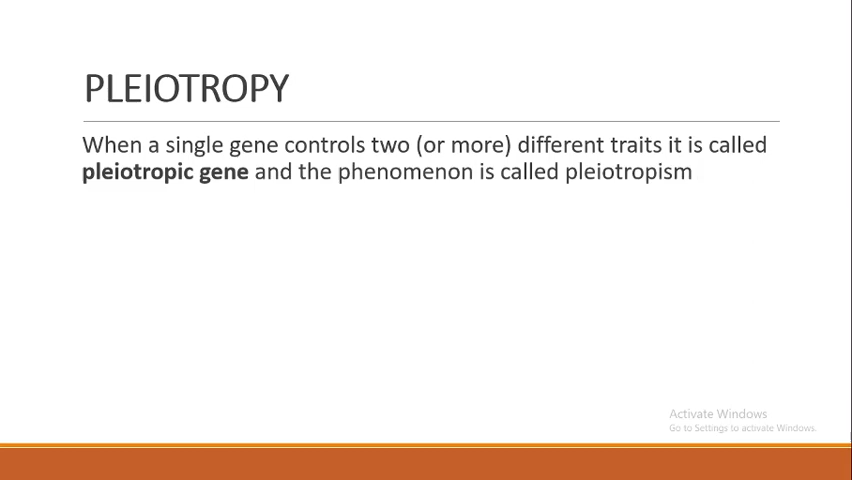 PLEIOTROPY
When a single gene controls two (or more) different traits it is called
pleiotropic gene and the phenomenon is called pleiotropism
Activate Windows
Go to Settings to activate Windows.